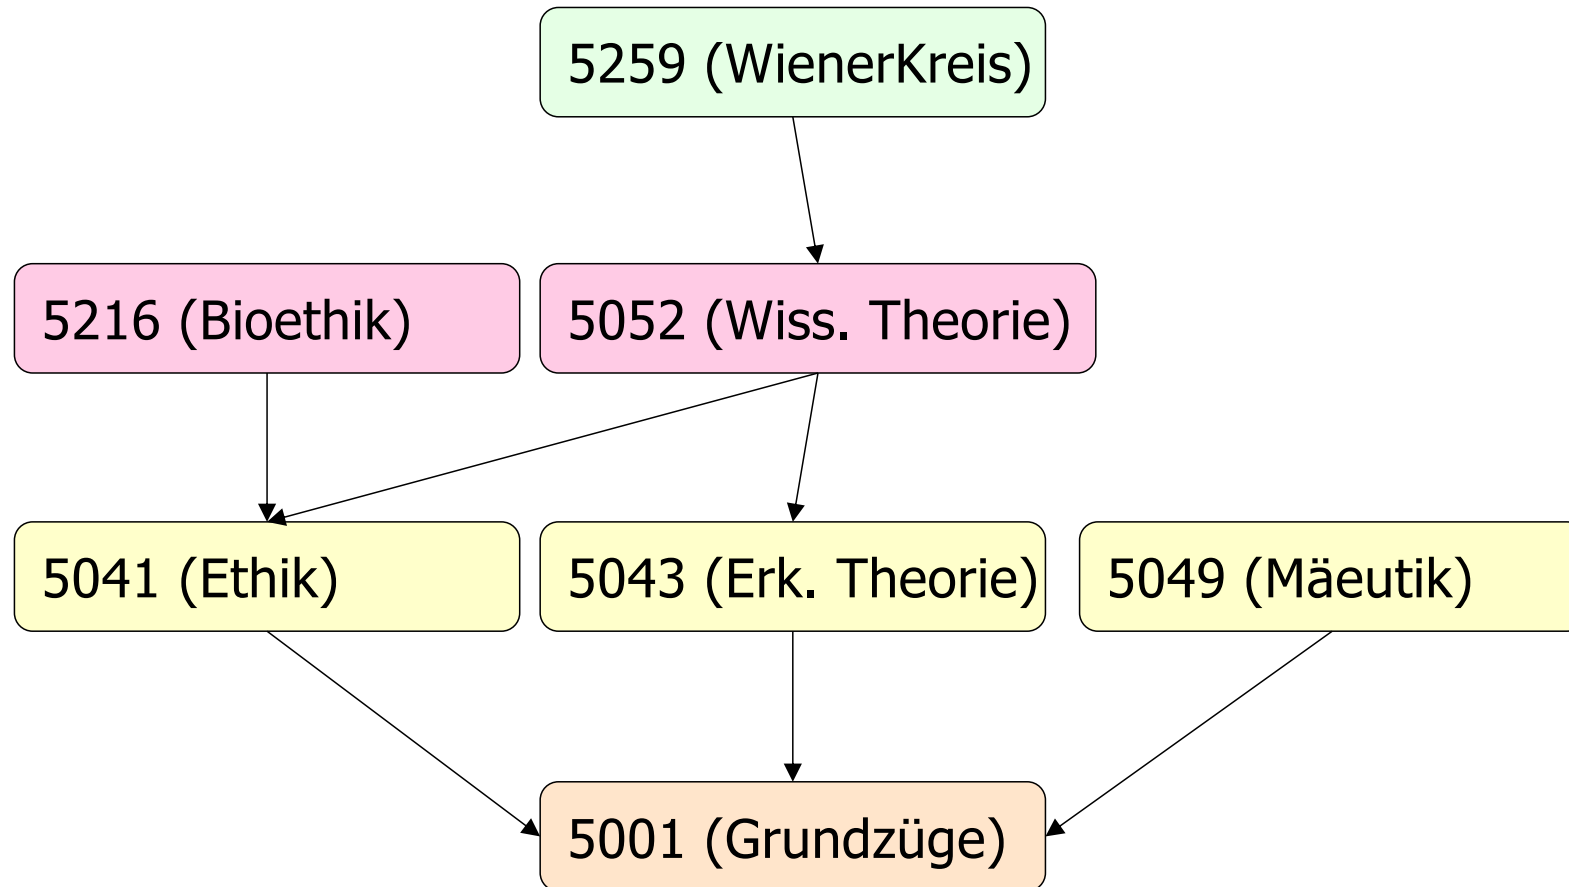 5259 (WienerKreis)
5216 (Bioethik)
5052 (Wiss. Theorie)
5041 (Ethik)
5043 (Erk. Theorie)
5049 (Mäeutik)
5001 (Grundzüge)